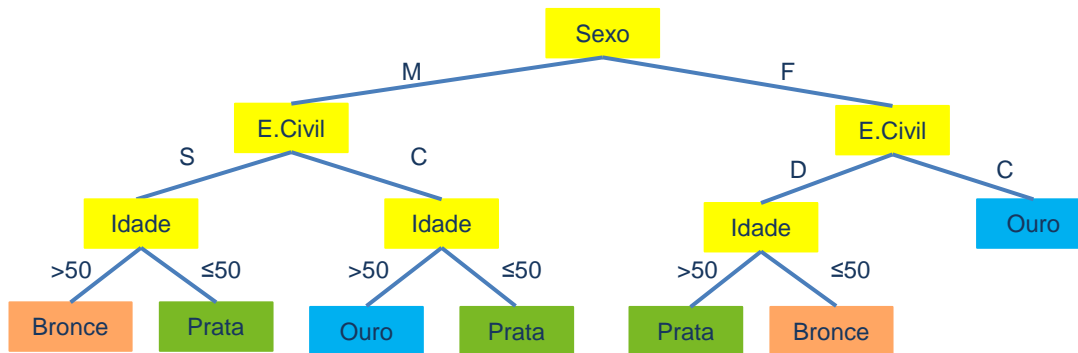 Sexo
M F
E.Civil E.Civil
S C D C
Idade Idade Idade Ouro
>50 ≤50 >50 ≤50 >50 ≤50
Bronce Prata Ouro Prata Prata Bronce